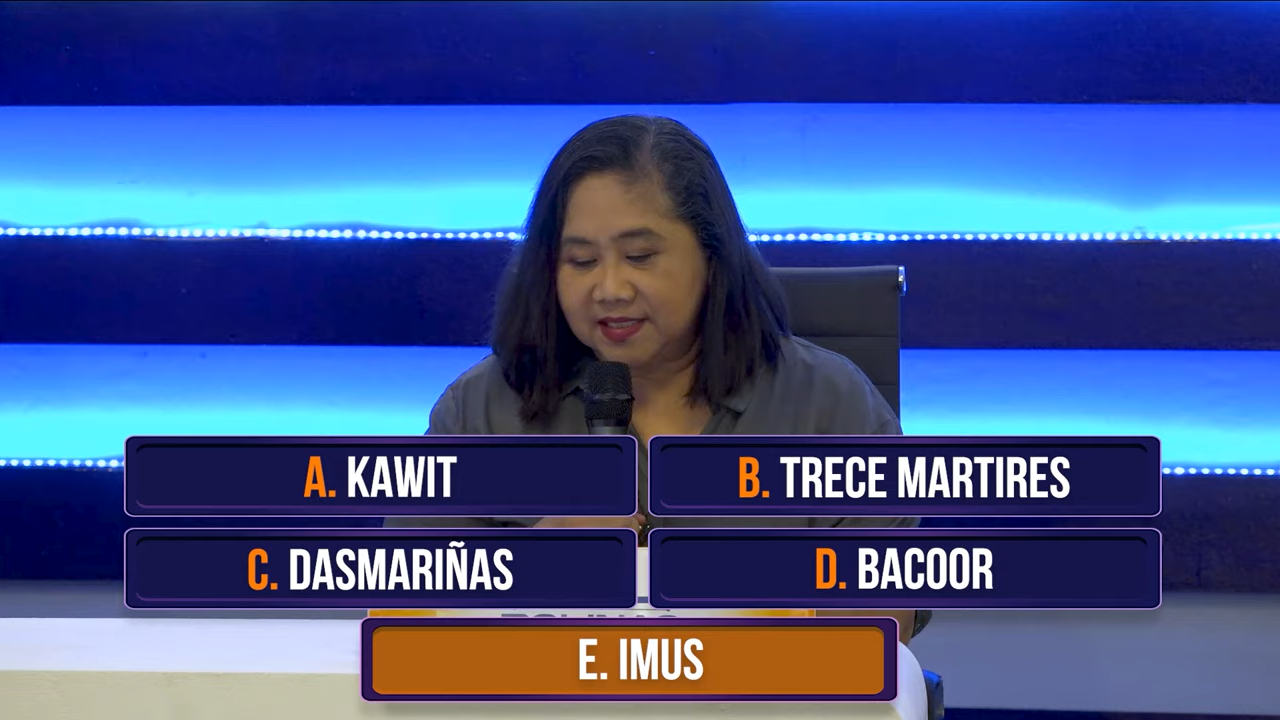 A. KAWIT
B. TRECE MARTIRES
C. DASMARIÑAS
D. BACOOR
E. IMUS